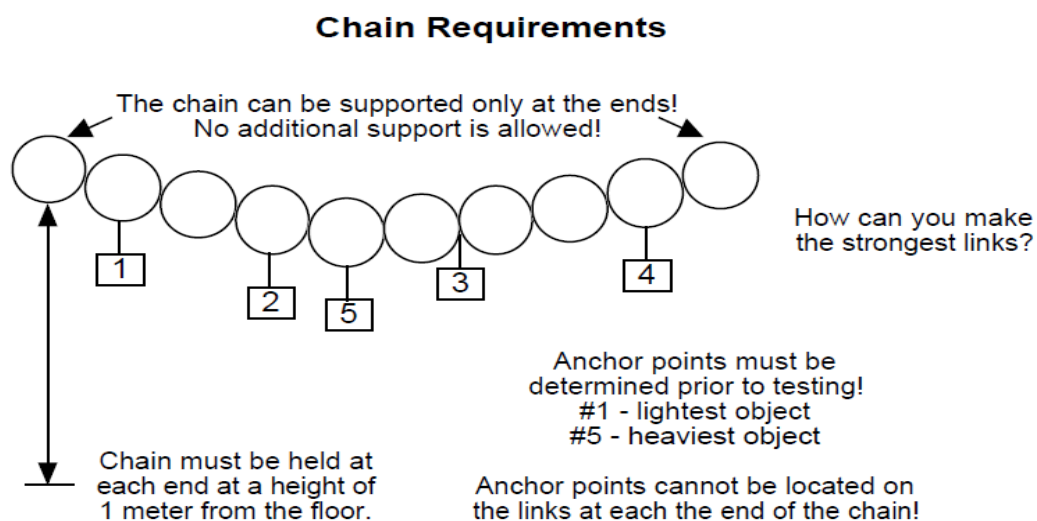 Chain Requirements
The chain can be supported only at the ends!
No additional support is allowed!
How can you make
the strongest links?
1
2
5
3
4
Anchor points must be
determined prior to testing!
#1 - lightest object
#5 - heaviest object
Chain must be held at
each end at a height of
1 meter from the floor.
Anchor points cannot be located on
the links at each the end of the chain!